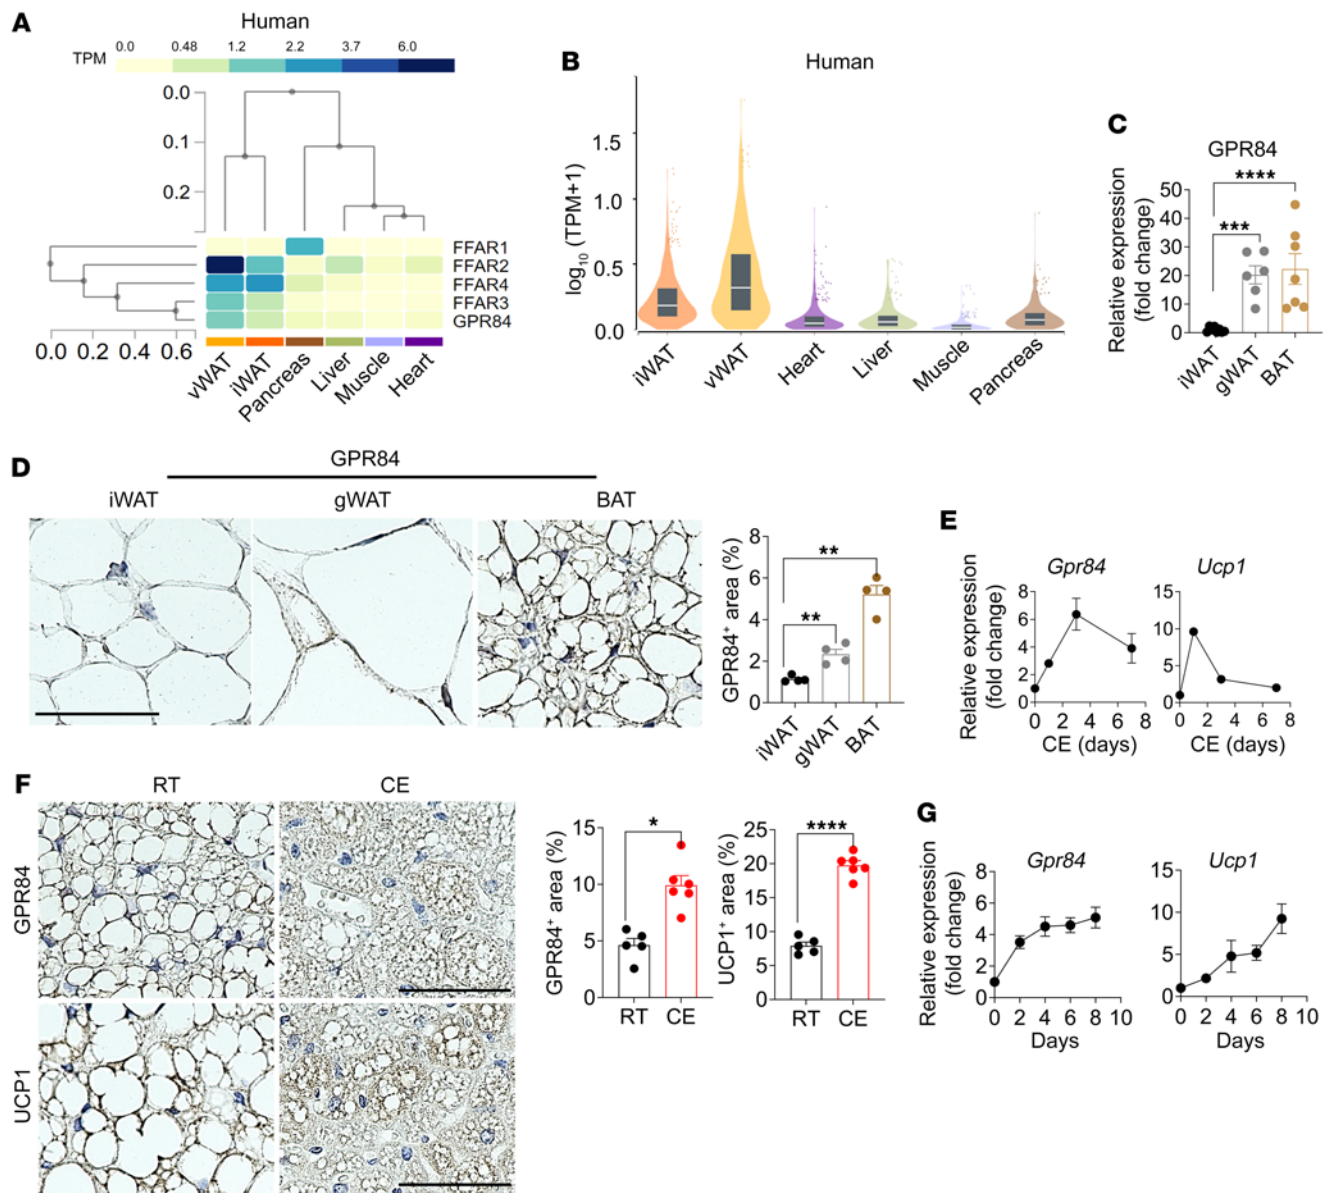 A
Human
TPM
0.0 0.48 1.2 2.2 3.7 6.0
0.0
0.1
0.2
FFAR1
FFAR2
FFAR4
FFAR3
GPR84
0.0 0.2 0.4 0.6
vWAT iWAT Pancreas Liver Muscle Heart
B
Human
log10 (TPM+1)
1.5
1.0
0.5
0.0
iWAT vWAT Heart Liver Muscle Pancreas
C
GPR84
Relative expression
(fold change)
50
40
30
20
10
0
****
***
iWAT gWAT BAT
D
GPR84
iWAT gWAT BAT
GPR84+ area (%)
8
6
4
2
0
**
**
iWAT gWAT BAT
E
Relative expression
(fold change)
Gpr84
8
6
4
2
0
0 2 4 6 8
CE (days)
Ucp1
15
10
5
0
0 2 4 6 8
CE (days)
F
RT CE
GPR84
UCP1
GPR84+ area (%)
15
10
5
0
*
RT CE
UCP1+ area (%)
25
20
15
10
5
0
****
RT CE
G
Relative expression
(fold change)
Gpr84
8
6
4
2
0
0 2 4 6 8 10
Days
Ucp1
15
10
5
0
0 2 4 6 8 10
Days